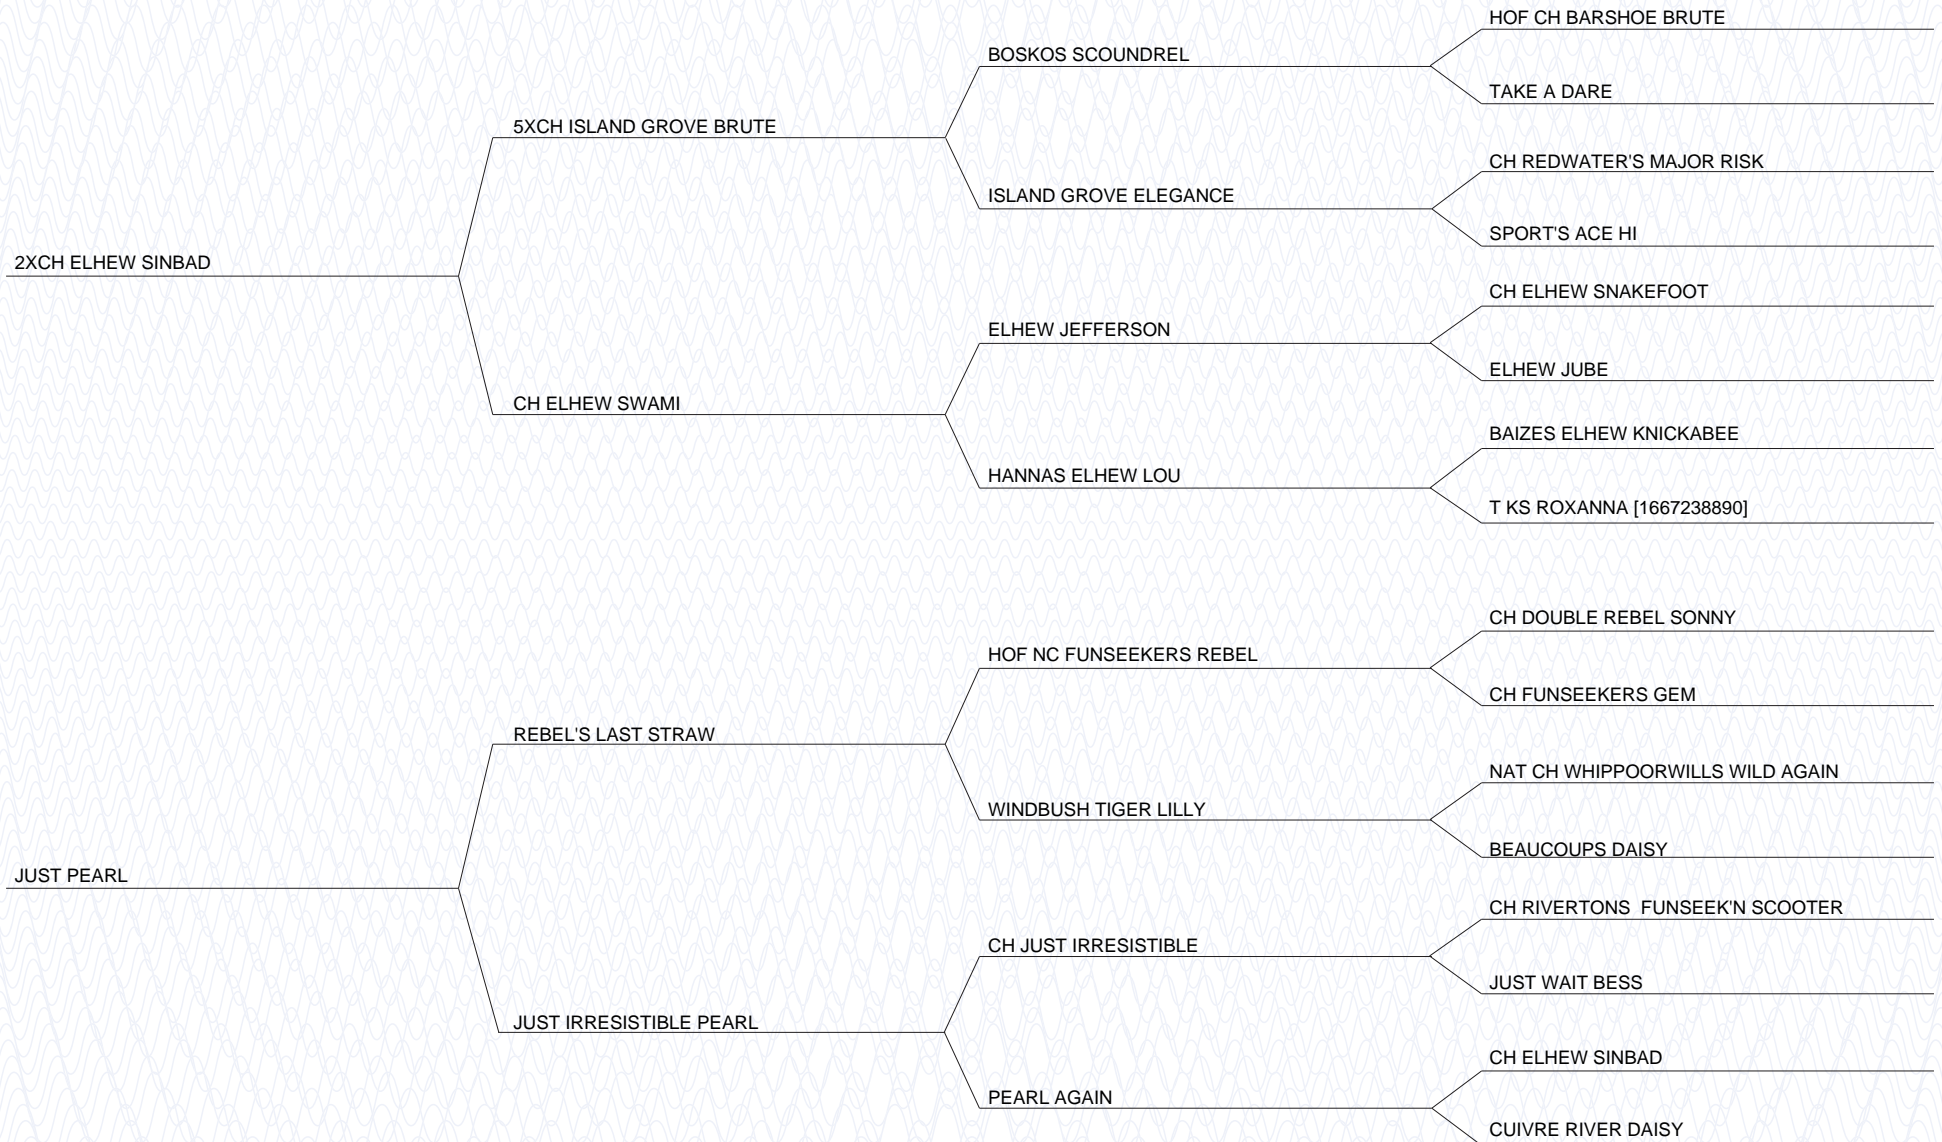 HOF CH BARSHOE BRUTE
BOSKOS SCOUNDREL
TAKE A DARE
5XCH ISLAND GROVE BRUTE
CH REDWATER'S MAJOR RISK
ISLAND GROVE ELEGANCE
SPORT'S ACE HI
2XCH ELHEW SINBAD
CH ELHEW SNAKEFOOT
ELHEW JEFFERSON
ELHEW JUBE
CH ELHEW SWAMI
BAIZES ELHEW KNICKABEE
HANNAS ELHEW LOU
T KS ROXANNA [1667238890]
CH DOUBLE REBEL SONNY
HOF NC FUNSEEKERS REBEL
CH FUNSEEKERS GEM
REBEL'S LAST STRAW
NAT CH WHIPPOORWILLS WILD AGAIN
WINDBUSH TIGER LILLY
BEAUCOUPS DAISY
JUST PEARL
CH RIVERTONS  FUNSEEK'N SCOOTER
CH JUST IRRESISTIBLE
JUST WAIT BESS
JUST IRRESISTIBLE PEARL
CH ELHEW SINBAD
PEARL AGAIN
CUIVRE RIVER DAISY